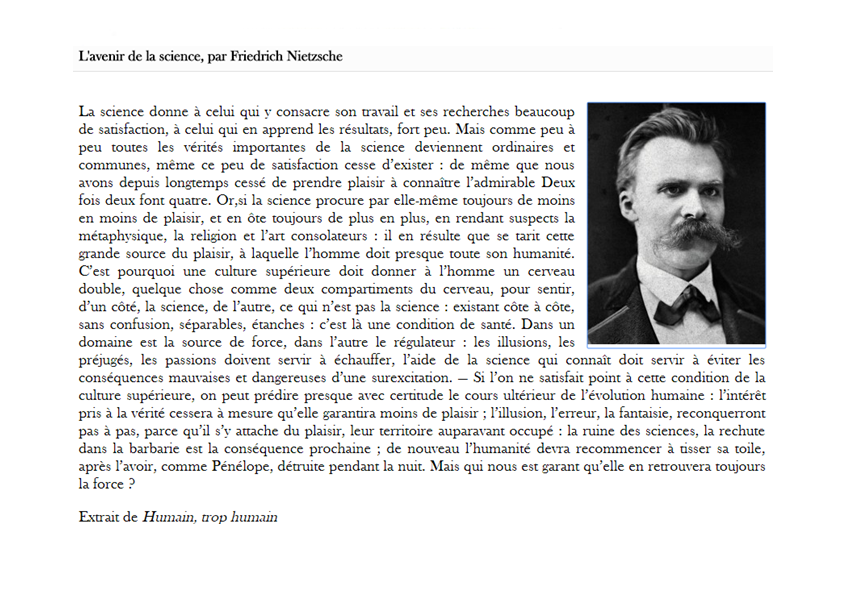 L'avenir de la science, par Friedrich Nietzsche
La science donne à celui qui y consacre son travail et ses recherches beaucoup
de satisfaction, à celui qui en apprend les résultats, fort peu. Mais comme peu à
peu toutes les vérités importantes de la science deviennent ordinaires et
communes, même ce peu de satisfaction cesse d'exister : de même que nous
avons depuis longtemps cessé de prendre plaisir à connaître l'admirable Deux
fois deux font quatre. Or,si la science procure par elle-même toujours de moins
en moins de plaisir, et en ôte toujours de plus en plus, en rendant suspects la
métaphysique, la religion et l'art consolateurs : il en résulte que se tarit cette
grande source du plaisir, à laquelle l'homme doit presque toute son humanité.
C'est pourquoi une culture supérieure doit donner à l'homme un cerveau
double, quelque chose comme deux compartiments du cerveau, pour sentir,
d'un côté, la science, de l'autre, ce qui n'est pas la science : existant côte à côte,
sans confusion, séparables, étanches : c'est là une condition de santé. Dans un
domaine est la source de force, dans l'autre le régulateur : les illusions, les
préjugés, les passions doivent servir à échauffer, l'aide de la science qui connaît doit servir à éviter les
conséquences mauvaises et dangereuses d'une surexcitation. — Si l'on ne satisfait point à cette condition de la
culture supérieure, on peut prédire presque avec certitude le cours ultérieur de l'évolution humaine : l'intérêt
pris à la vérité cessera à mesure qu'elle garantira moins de plaisir ; l'illusion, l'erreur, la fantaisie, reconquerront
pas à pas, parce qu'il s'y attache du plaisir, leur territoire auparavant occupé : la ruine des sciences, la rechute
dans la barbarie est la conséquence prochaine ; de nouveau l'humanité devra recommencer à tisser sa toile,
après l'avoir, comme Pénélope, détruite pendant la nuit. Mais qui nous est garant qu'elle en retrouvera toujours
la force ?
Extrait de Humain, trop humain